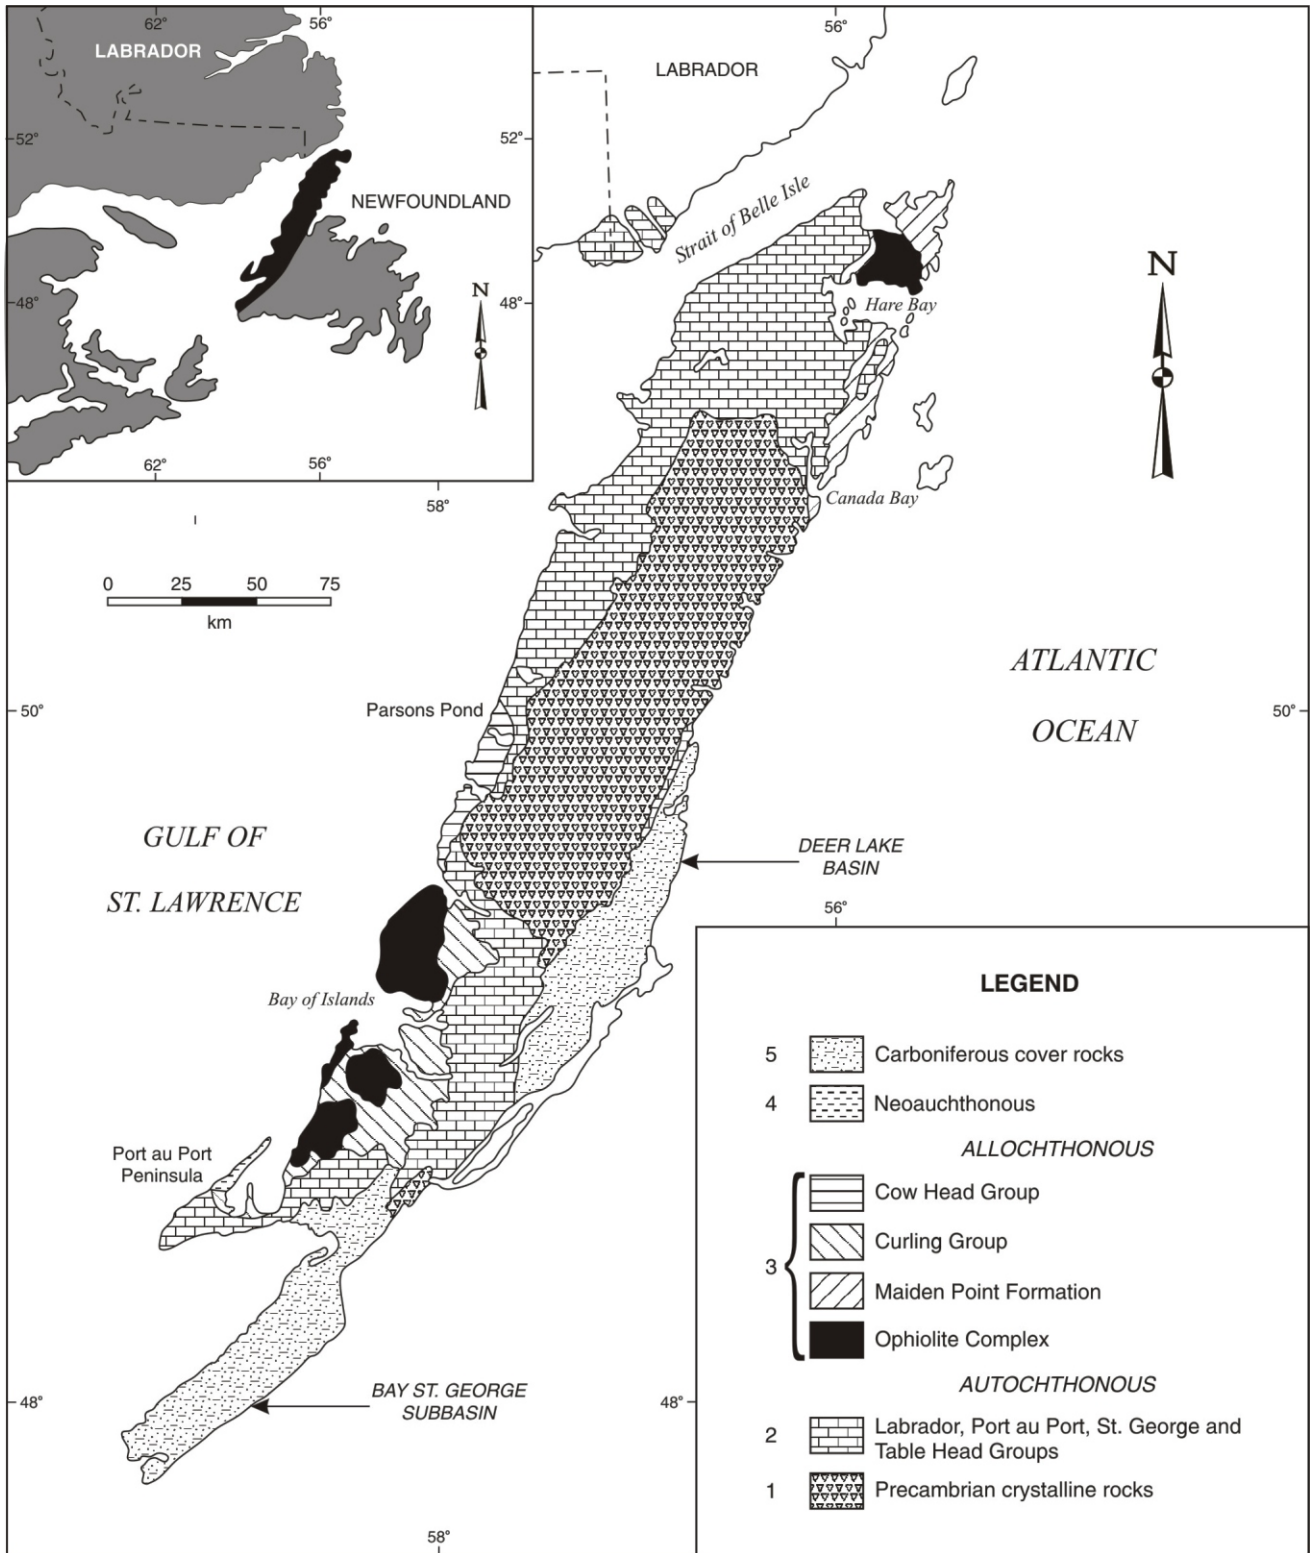 62°
56°
LABRADOR
52°
NEWFOUNDLAND
48°
N
62°
56°
56°
LABRADOR
52°
Strait of Belle Isle
48°
Hare Bay
N
58°
Canada Bay
0 25 50 75
km
ATLANTIC
OCEAN
50°
Parsons Pond
50°
GULF OF
ST. LAWRENCE
DEER LAKE
BASIN
56°
Bay of Islands
Port au Port
Peninsula
48°
BAY ST. GEORGE
SUBBASIN
48°
58°
LEGEND
5 Carboniferous cover rocks
4 Neoauchthonous
ALLOCHTHONOUS
Cow Head Group
Curling Group
3
Maiden Point Formation
Ophiolite Complex
AUTOCHTHONOUS
2 Labrador, Port au Port, St. George and
Table Head Groups
1 Precambrian crystalline rocks